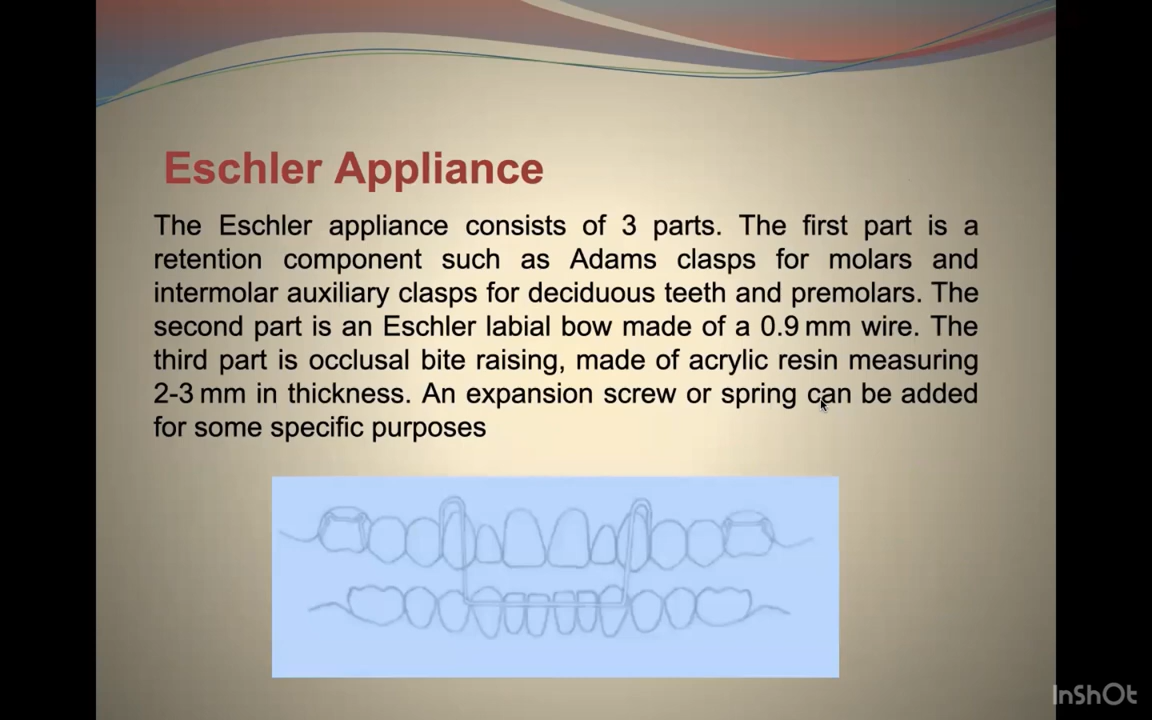 Eschler Appliance
The Eschler appliance consists of 3 parts. The first part is a
retention component such as Adams clasps for molars and
intermolar auxiliary clasps for deciduous teeth and premolars. The
second part is an Eschler labial bow made of a 0.9 mm wire. The
third part is occlusal bite raising, made of acrylic resin measuring
2-3 mm in thickness. An expansion screw or spring can be added
for some specific purposes
InShOt